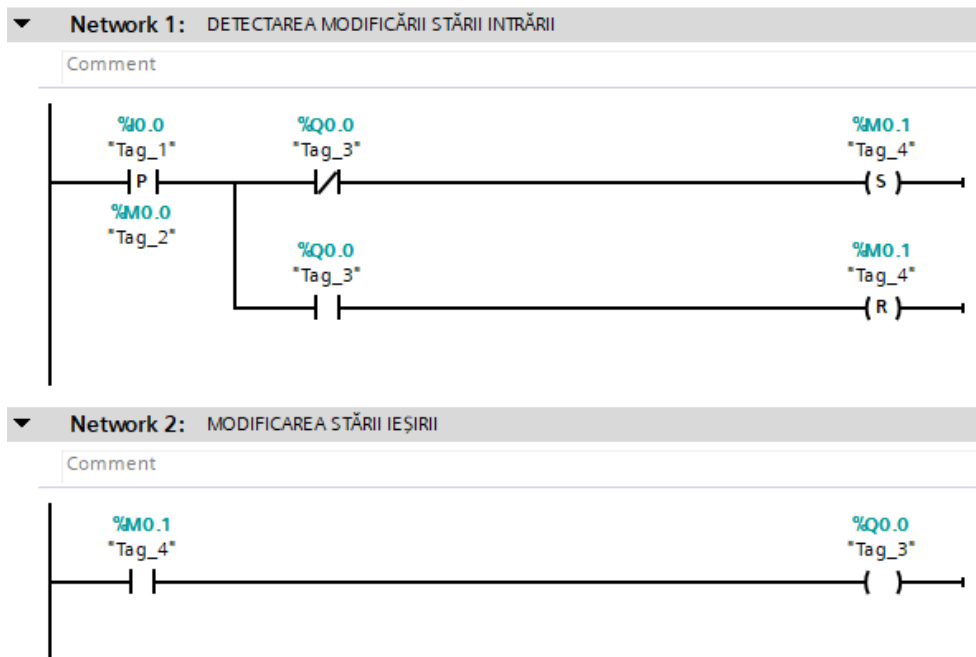 Network 1: DETECTAREA MODIFICĂRII STĂRII INTRĂRII
Comment
%I0.0 %Q0.0 %M0.1
"Tag_1" "Tag_3" "Tag_4"
P S
%M0.0
"Tag_2"
%Q0.0 %M0.1
"Tag_3" "Tag_4"
R
Network 2: MODIFICAREA STĂRII IEȘIRII
Comment
%M0.1 %Q0.0
"Tag_4" "Tag_3"